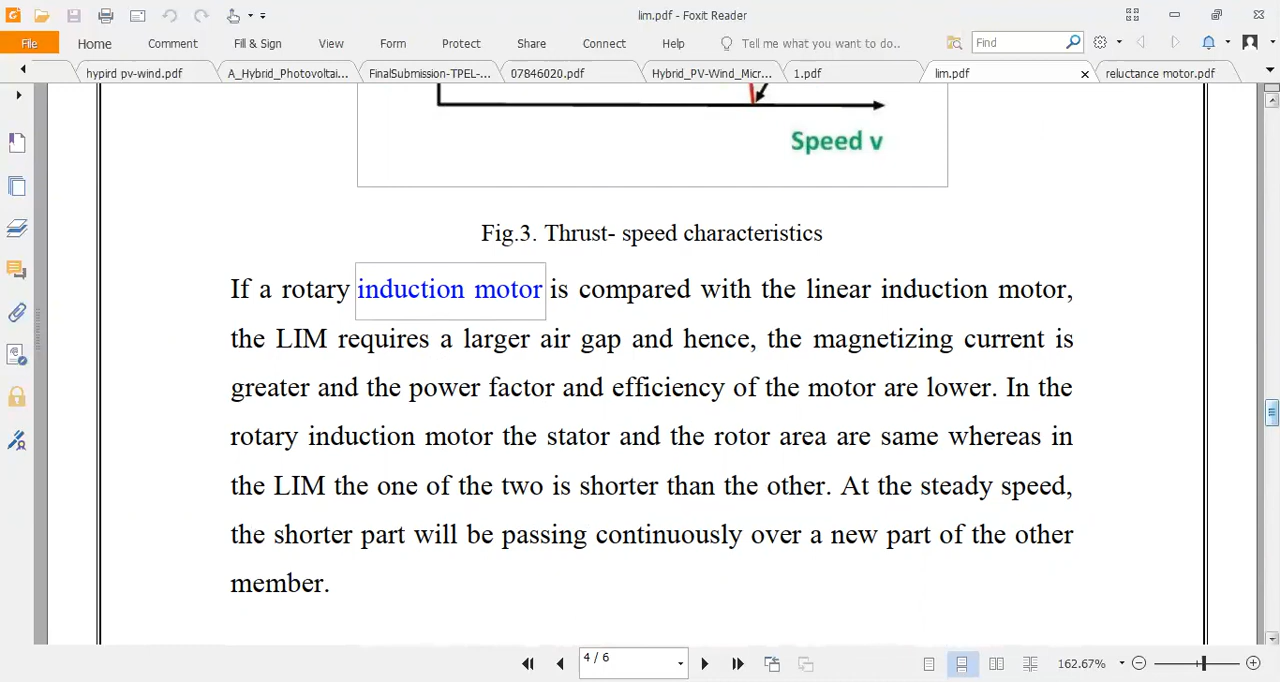 lim.pdf - Foxit Reader
File Home Comment Fill & Sign View Form Protect Share Connect Help Tell me what you want to do.. Find
hypird pv-wind.pdf A_Hybrid_Photovoltai... FinalSubmission-TPEL-... 07846020.pdf Hybrid_PV-Wind_Micr... 1.pdf lim.pdf reluctance motor.pdf
Speed v
Fig.3. Thrust- speed characteristics
If a rotary induction motor is compared with the linear induction motor,
the LIM requires a larger air gap and hence, the magnetizing current is
greater and the power factor and efficiency of the motor are lower. In the
rotary induction motor the stator and the rotor area are same whereas in
the LIM the one of the two is shorter than the other. At the steady speed,
the shorter part will be passing continuously over a new part of the other
member.
4 / 6 162.67%